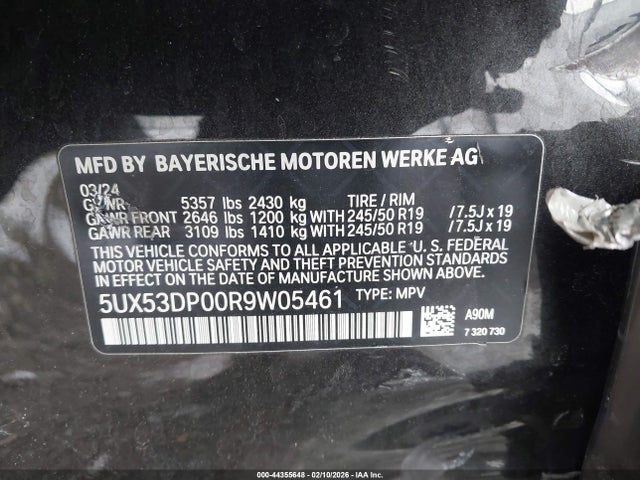 MFD BY BAYERISCHE MOTOREN WERKE AG
03/24
GVWR 5357 lbs 2430 kg TIRE / RIM
GAWR FRONT 2646 lbs 1200 kg WITH 245/50 R19 / 7.5J x 19
GAWR REAR 3109 lbs 1410 kg WITH 245/50 R19 / 7.5J x 19
THIS VEHICLE CONFORMS TO ALL APPLICABLE U. S. FEDERAL
MOTOR VEHICLE SAFETY AND THEFT PREVENTION STANDARDS
IN EFFECT ON THE DATE OF MANUFACTURE SHOWN ABOVE.
5UX53DP00R9W05461 TYPE: MPV
A90M
7 320 730
000-44355648 - 02/10/2026 - IAA Inc.